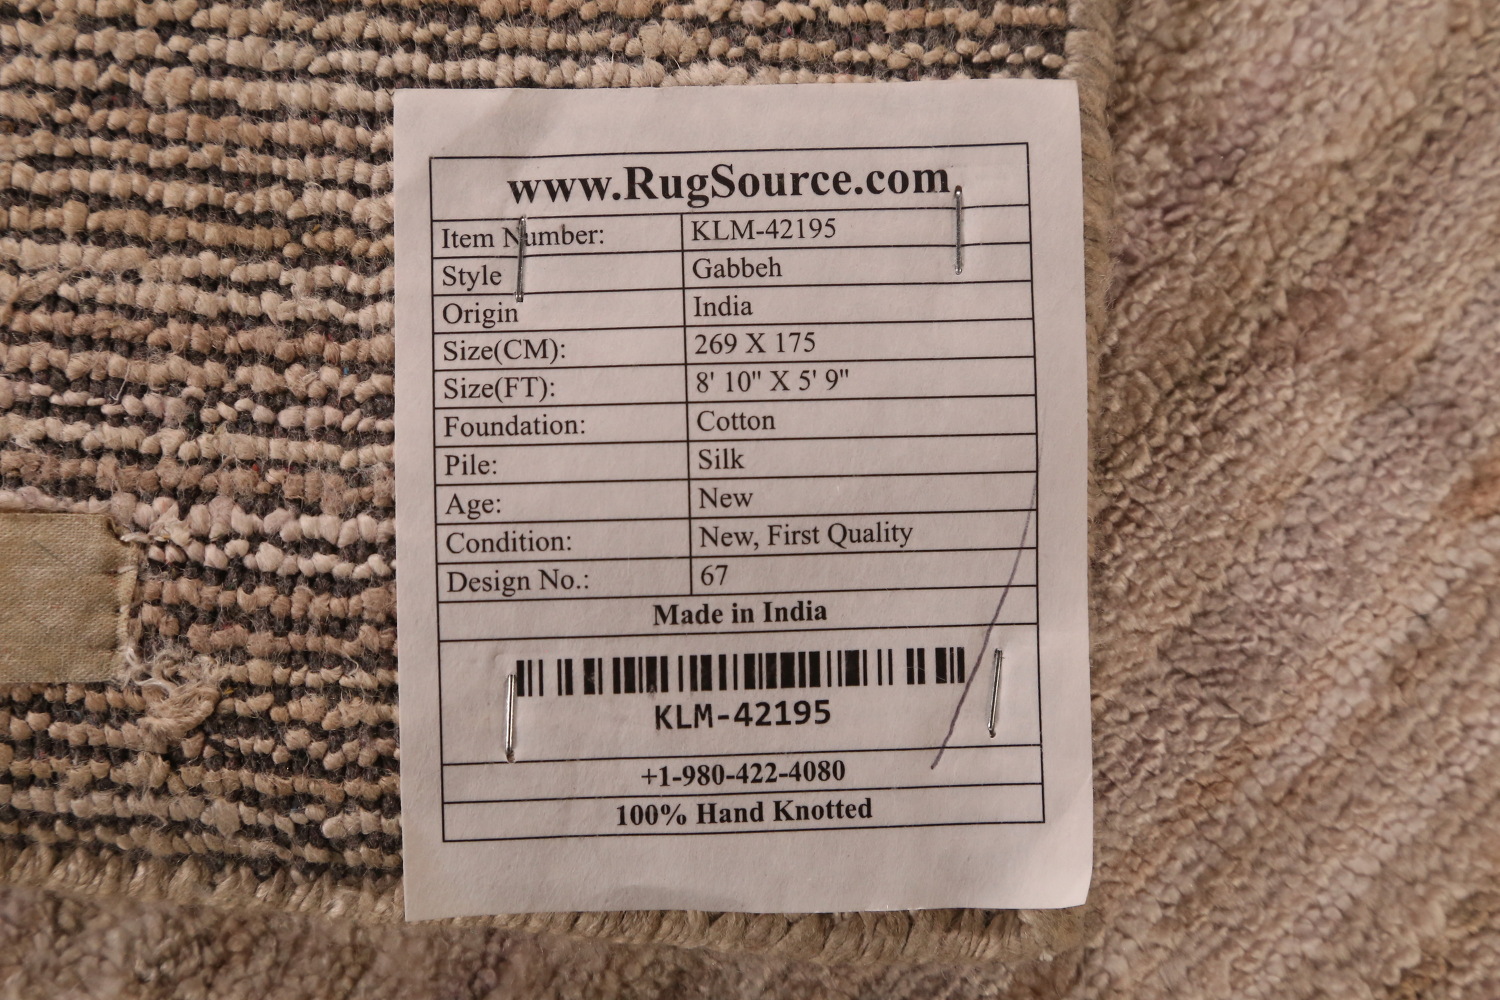 www.RugSource.com
Item Number: KLM-42195
Style Gabbeh
Origin India
Size(CM): 269 X 175
Size(FT): 8' 10" X 5' 9"
Foundation: Cotton
Pile: Silk
Age: New
Condition: New, First Quality
Design No.: 67
Made in India
KLM-42195
+1-980-422-4080
100% Hand Knotted